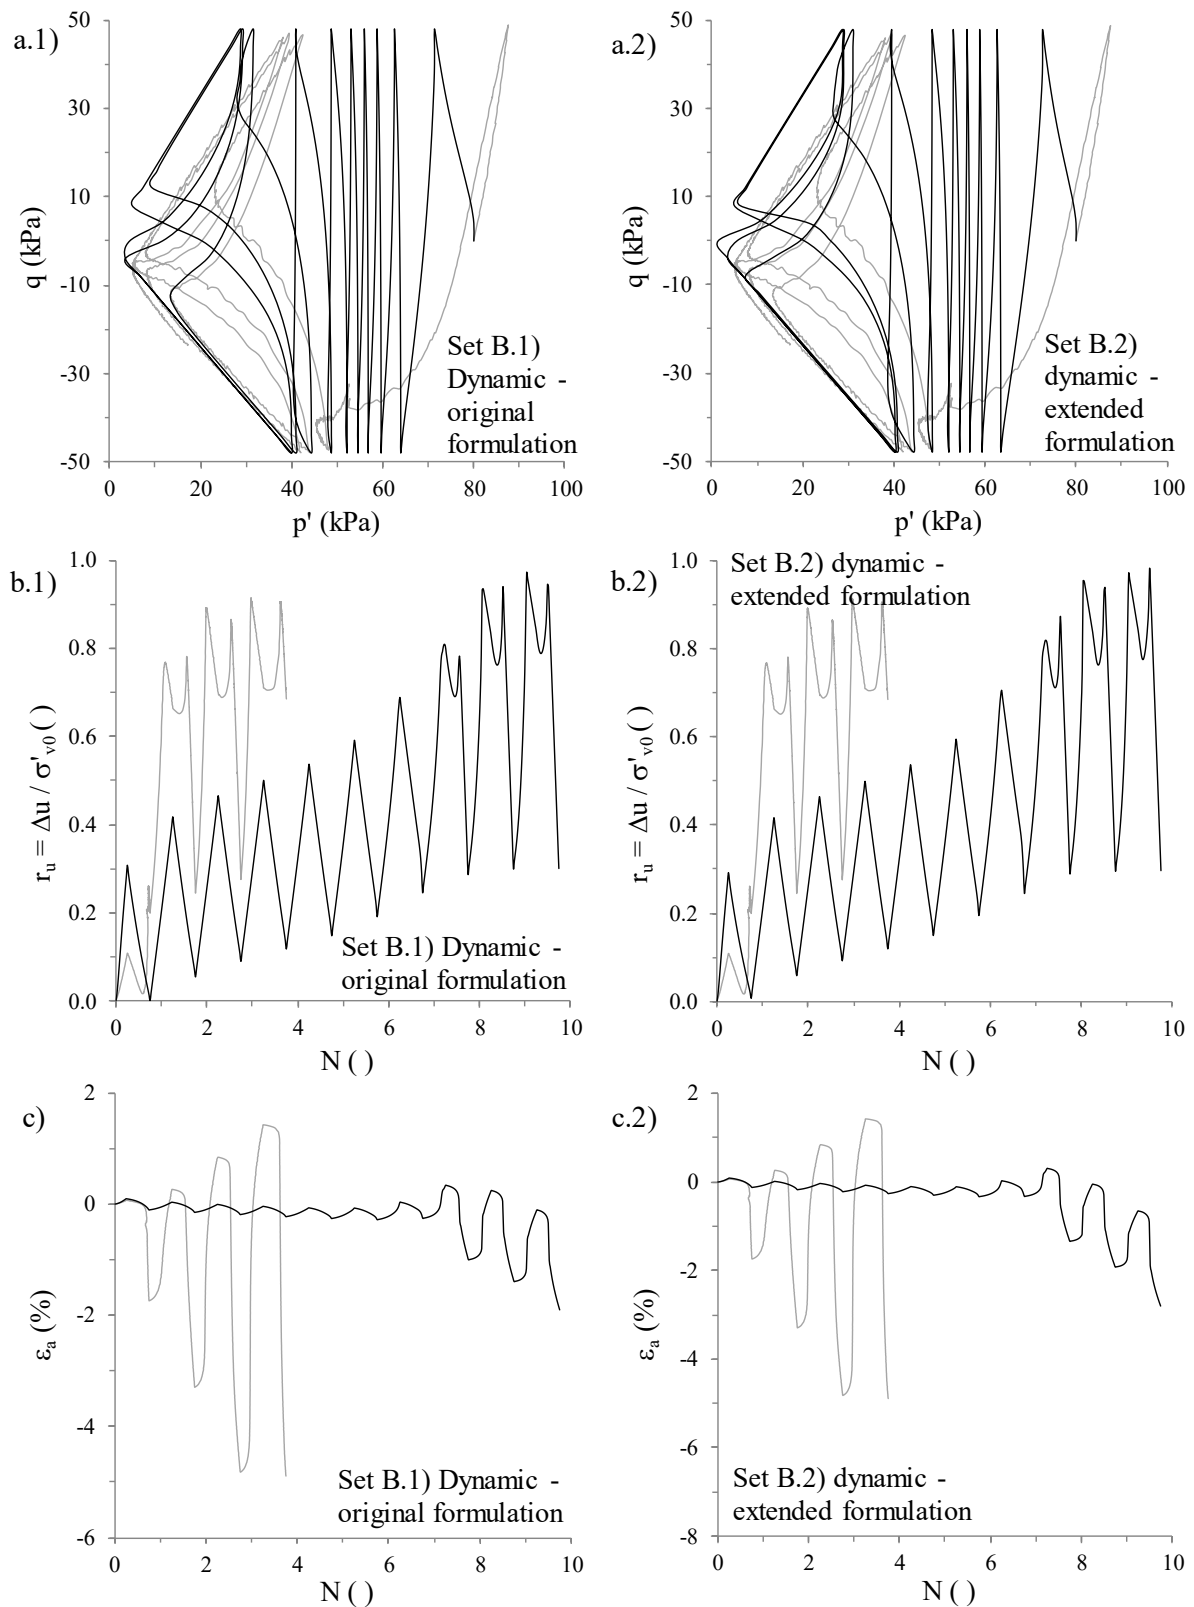 a.1)
50
30
10
-10
-30
-50
q (kPa)
0 20 40 60 80 100
p' (kPa)
Set B.1)
Dynamic -
original
formulation
a.2)
50
30
10
-10
-30
-50
q (kPa)
0 20 40 60 80 100
p' (kPa)
Set B.2)
dynamic -
extended
formulation
b.1)
1.0
0.8
0.6
0.4
0.2
0.0
r_u = Δu / σ'_v0 ( )
0 2 4 6 8 10
N ( )
Set B.1) Dynamic -
original formulation
b.2)
Set B.2) dynamic -
extended formulation
1.0
0.8
0.6
0.4
0.2
0.0
r_u = Δu / σ'_v0 ( )
0 2 4 6 8 10
N ( )
c)
2
0
-2
-4
-6
ε_a (%)
0 2 4 6 8 10
N ( )
Set B.1) Dynamic -
original formulation
c.2)
2
0
-2
-4
-6
-8
ε_a (%)
0 2 4 6 8 10
N ( )
Set B.2) dynamic -
extended formulation